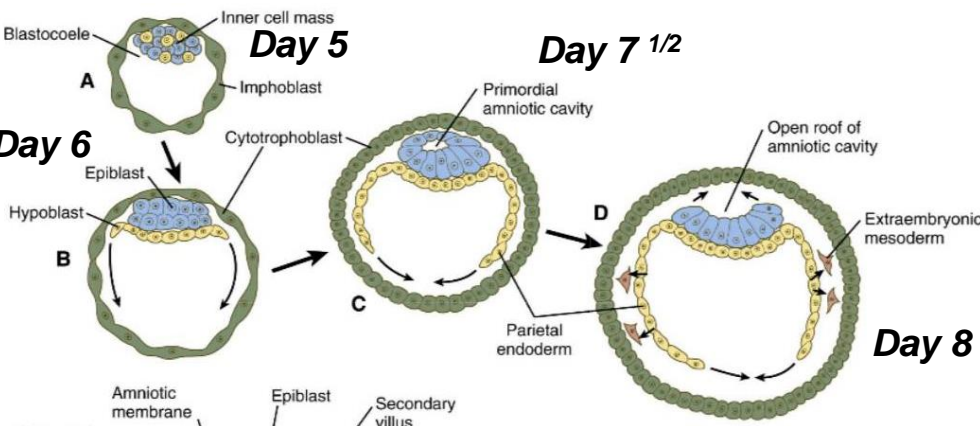 Inner cell mass
Blastocoele
Day 5
A
Imphoblast
Day 7 1/2
Primordial
amniotic cavity
Day 6
Cytotrophoblast
Epiblast
Hypoblast
B
C
Open roof of
amniotic cavity
D
Extraembryonic
mesoderm
Parietal
endoderm
Day 8
Amniotic
membrane
Epiblast
Secondary
villus